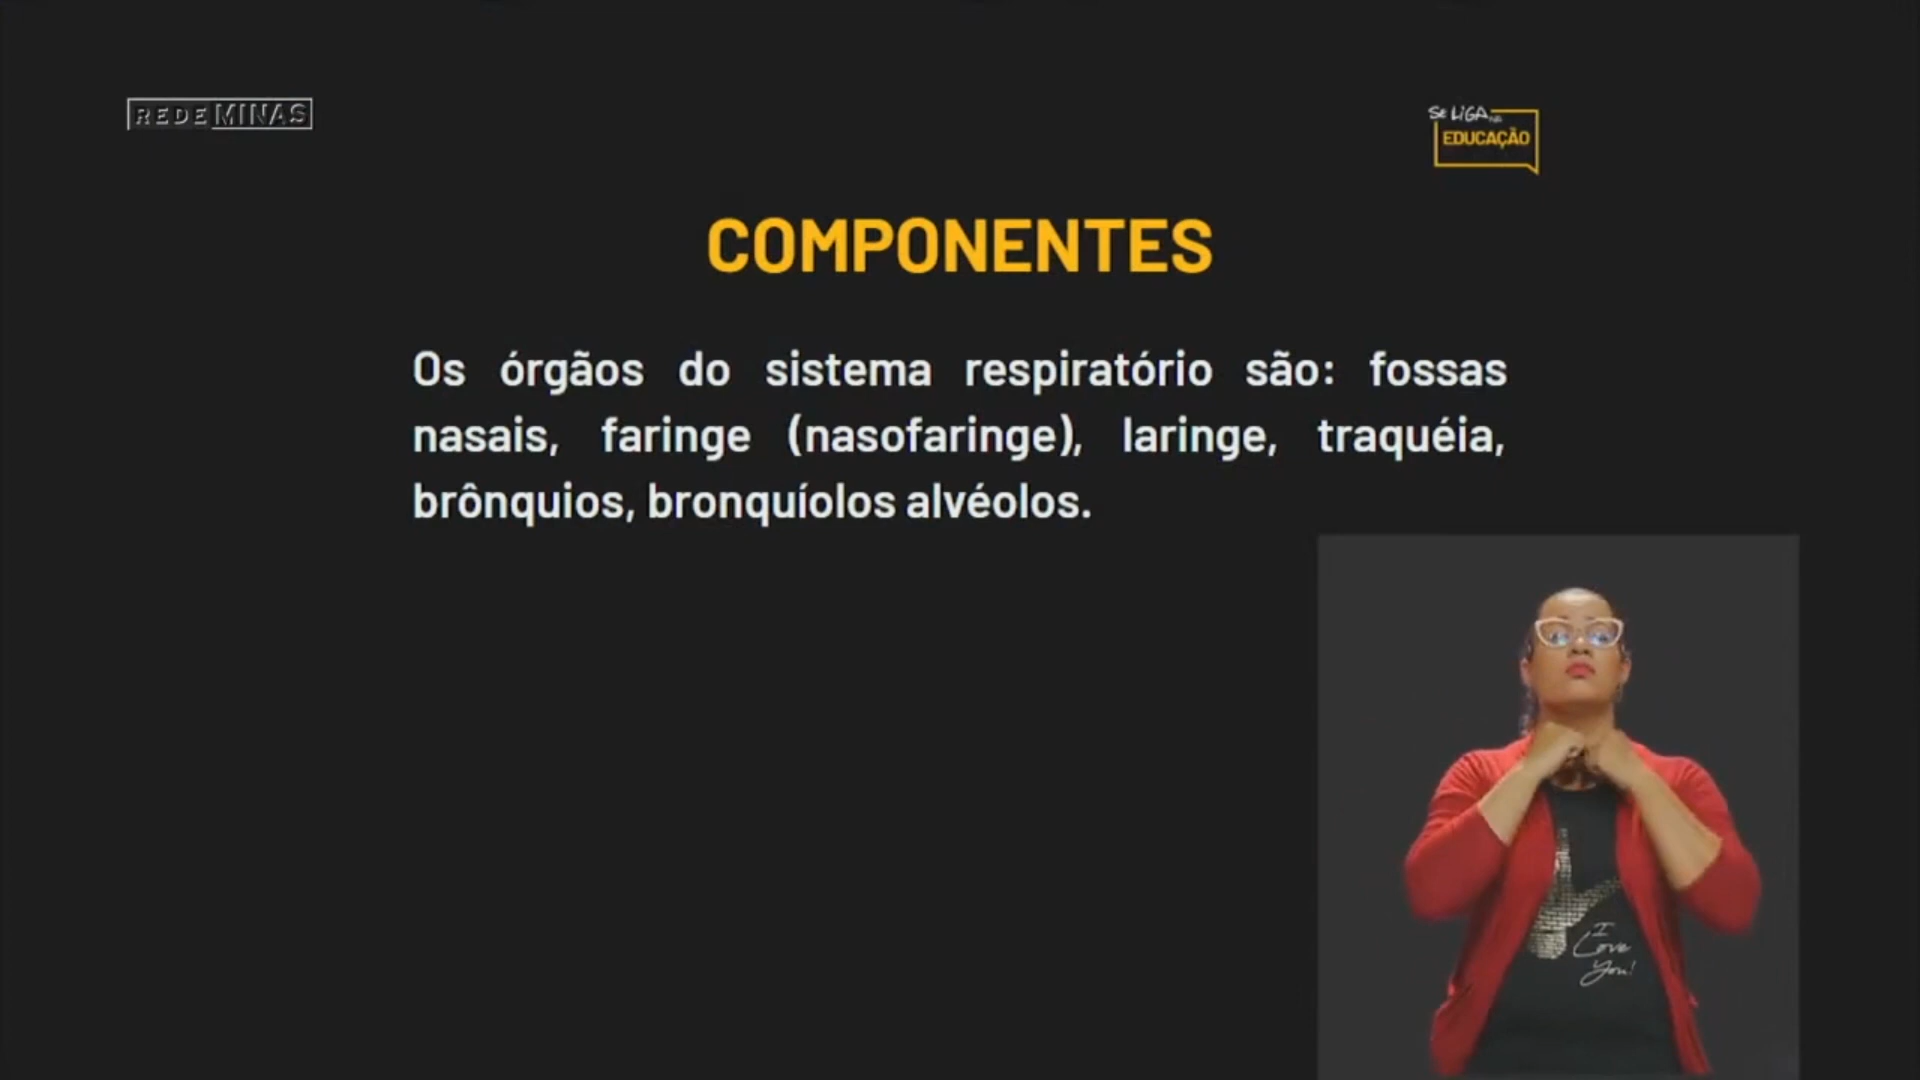 REDE MINAS
Se LiGA na
EDUCAÇÃO
COMPONENTES
Os órgãos do sistema respiratório são: fossas
nasais, faringe (nasofaringe), laringe, traquéia,
brônquios, bronquíolos alvéolos.
I
Love
You!